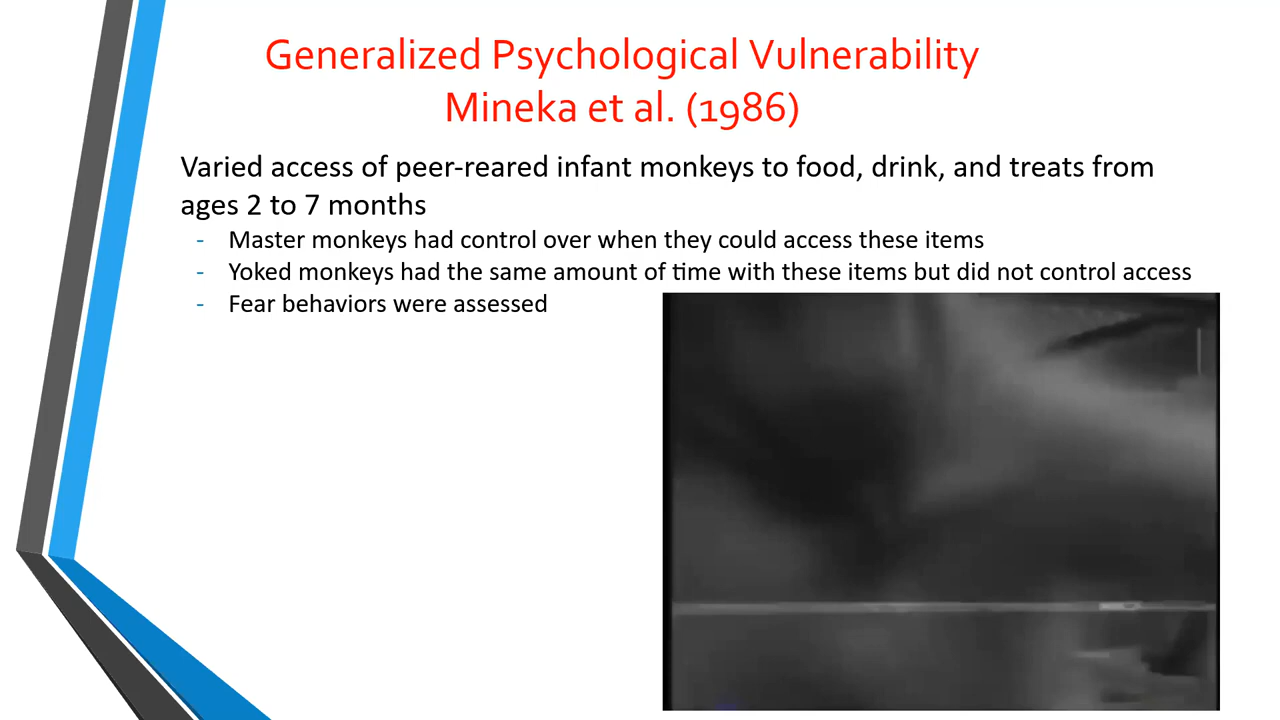 Generalized Psychological Vulnerability
Mineka et al. (1986)
Varied access of peer-reared infant monkeys to food, drink, and treats from
ages 2 to 7 months
- Master monkeys had control over when they could access these items
- Yoked monkeys had the same amount of time with these items but did not control access
- Fear behaviors were assessed